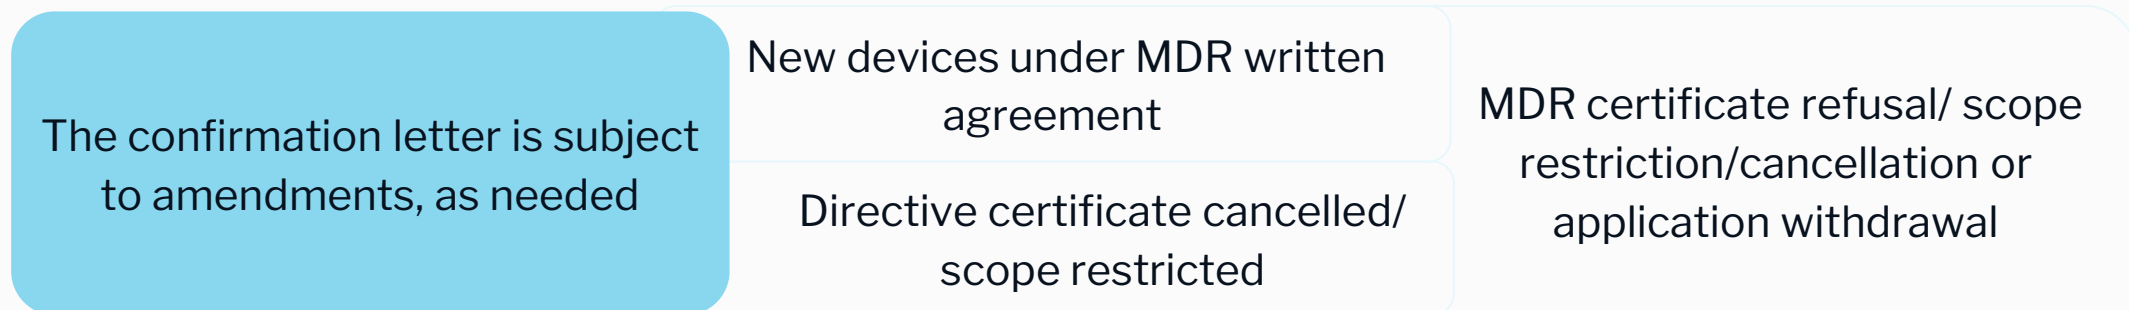 The confirmation letter is subject
to amendments, as needed
New devices under MDR written
agreement
Directive certificate cancelled/
scope restricted
MDR certificate refusal/ scope
restriction/cancellation or
application withdrawal